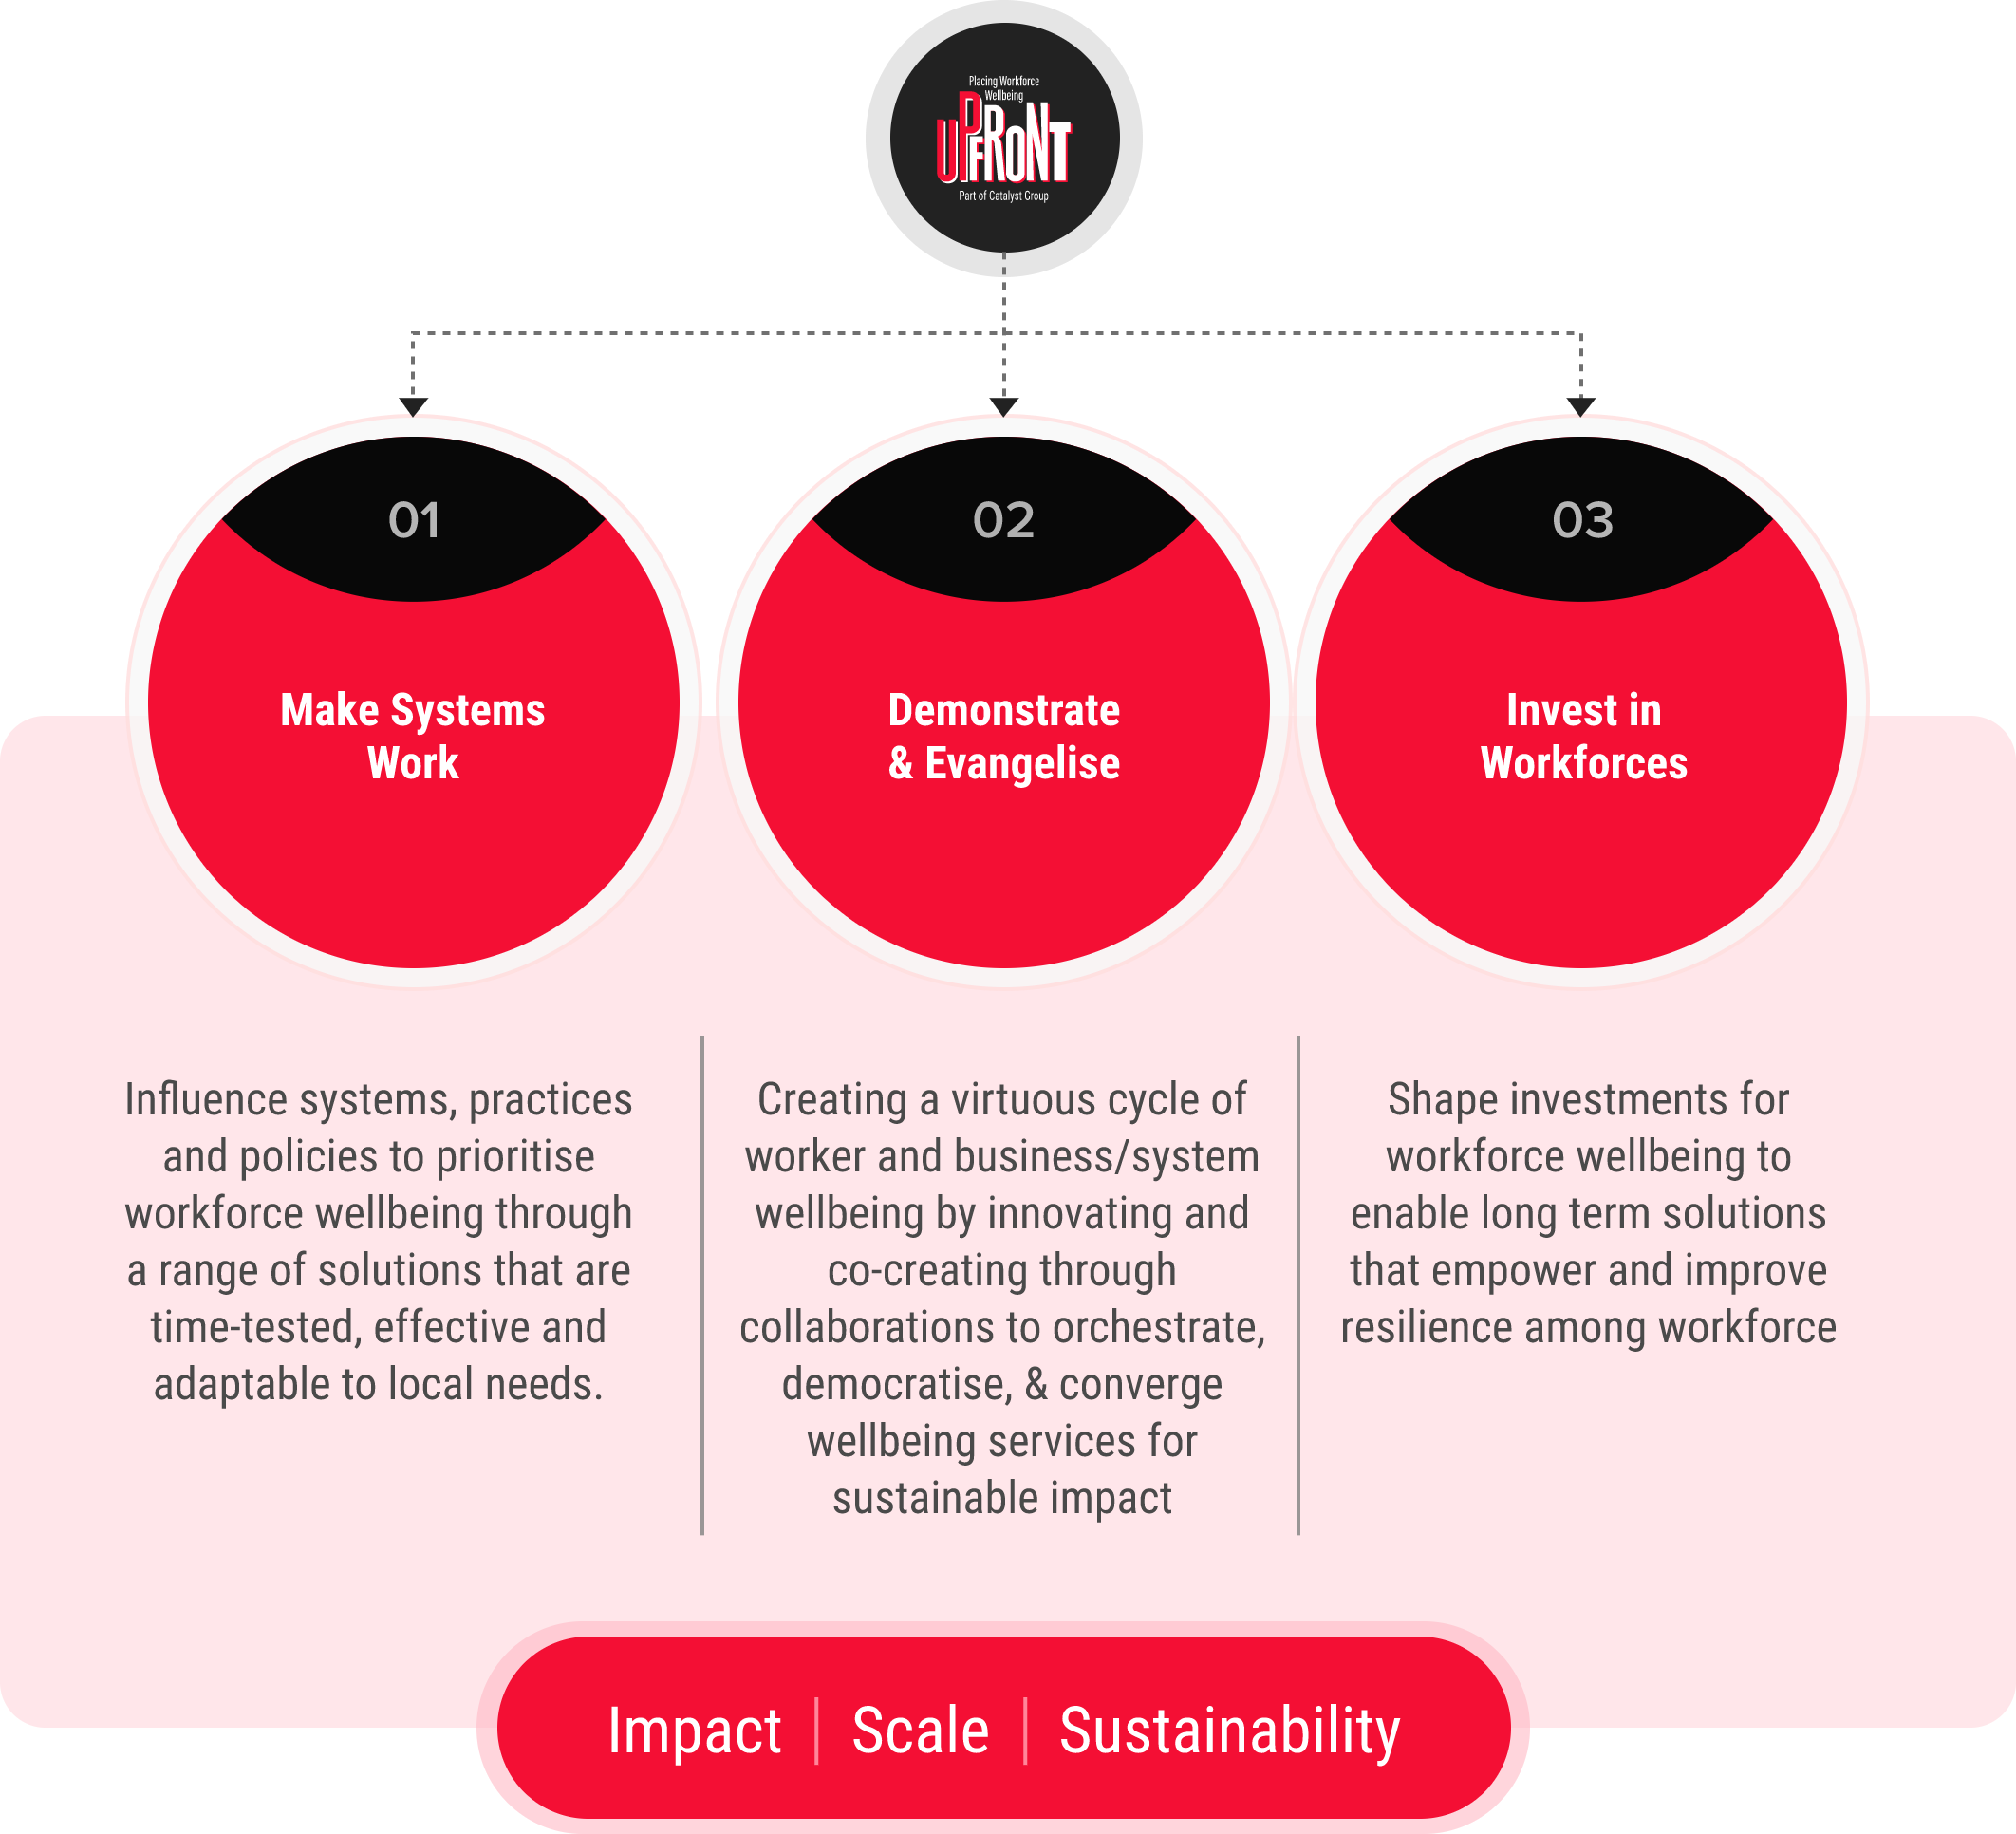 Placing Workforce
Wellbeing
UPFRONT
Part of Catalyst Group
01
Make Systems
Work
02
Demonstrate
& Evangelise
03
Invest in
Workforces
Influence systems, practices
and policies to prioritise
workforce wellbeing through
a range of solutions that are
time-tested, effective and
adaptable to local needs.
Creating a virtuous cycle of
worker and business/system
wellbeing by innovating and
co-creating through
collaborations to orchestrate,
democratise, & converge
wellbeing services for
sustainable impact
Shape investments for
workforce wellbeing to
enable long term solutions
that empower and improve
resilience among workforce
Impact | Scale | Sustainability